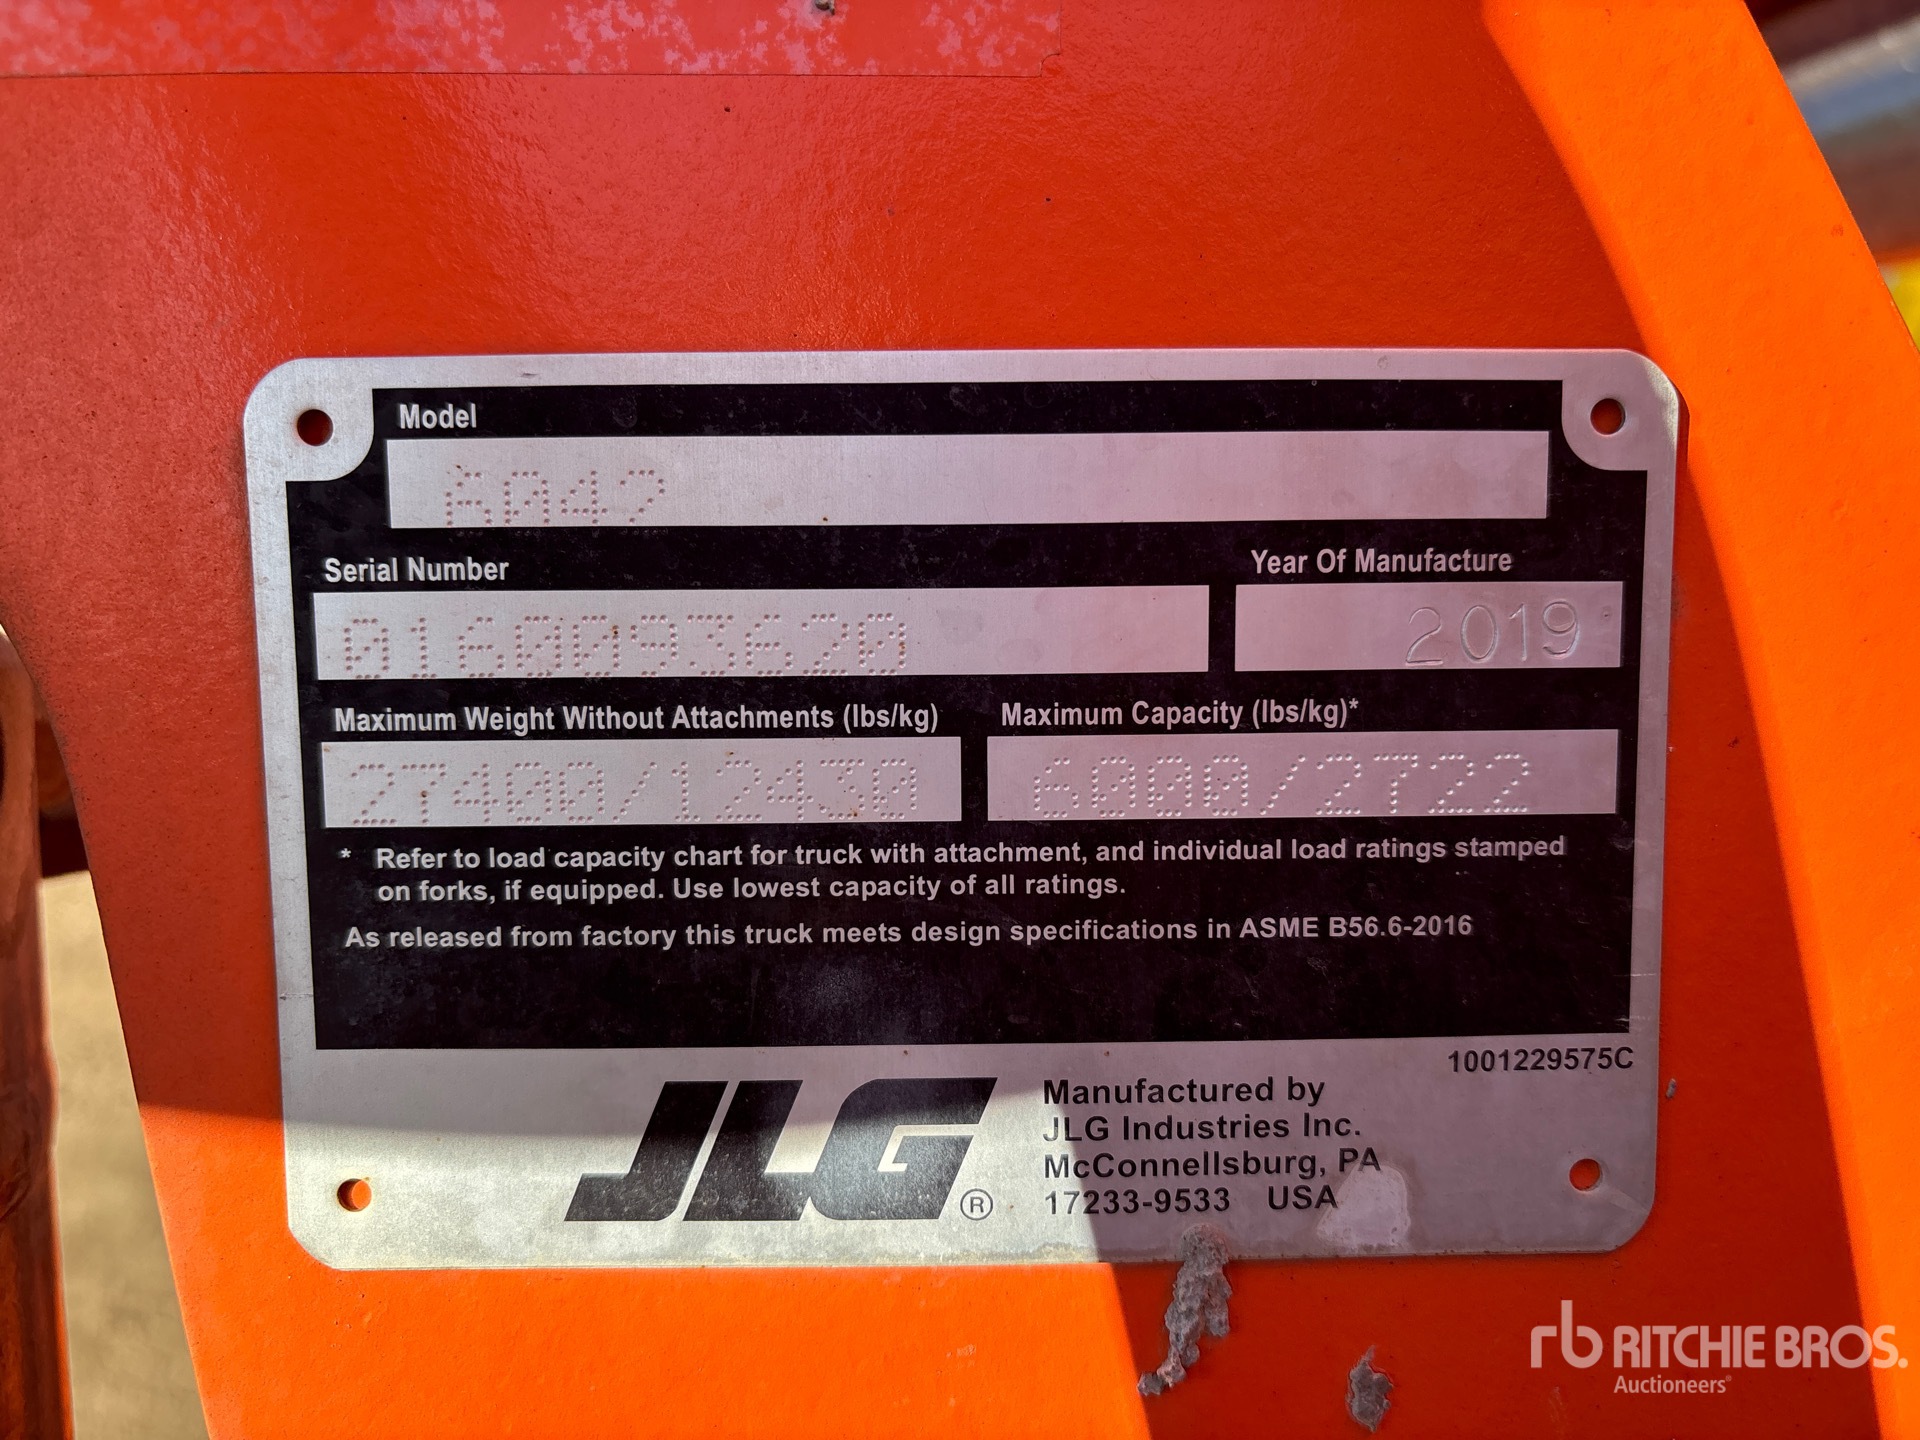 Model
6042
Serial Number
Year Of Manufacture
0160093620
2019
Maximum Weight Without Attachments (lbs/kg)
Maximum Capacity (lbs/kg)*
27400/12430
6000/2722
* Refer to load capacity chart for truck with attachment, and individual load ratings stamped
on forks, if equipped. Use lowest capacity of all ratings.
As released from factory this truck meets design specifications in ASME B56.6-2016
1001229575C
JLG®
Manufactured by
JLG Industries Inc.
McConnellsburg, PA
17233-9533 USA
rb RITCHIE BROS.
Auctioneers®